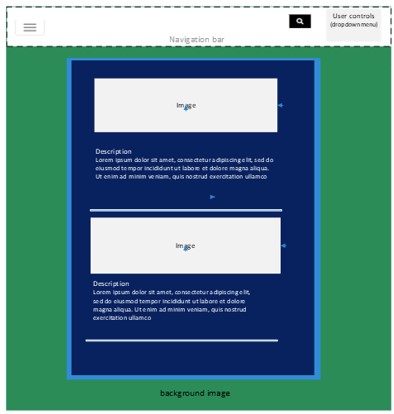 User controls
(dropdown menu)
Navigation bar
Image
Description
Lorem ipsum dolor sit amet, consectetur adipiscing elit, sed do
eiusmod tempor incididunt ut labore et dolore magna aliqua.
Ut enim ad minim veniam, quis nostrud exercitation ullamco
Image
Description
Lorem ipsum dolor sit amet, consectetur adipiscing elit,
sed do eiusmod tempor incididunt ut labore et dolore
magna aliqua. Ut enim ad minim veniam, quis nostrud
exercitation ullamco
background image